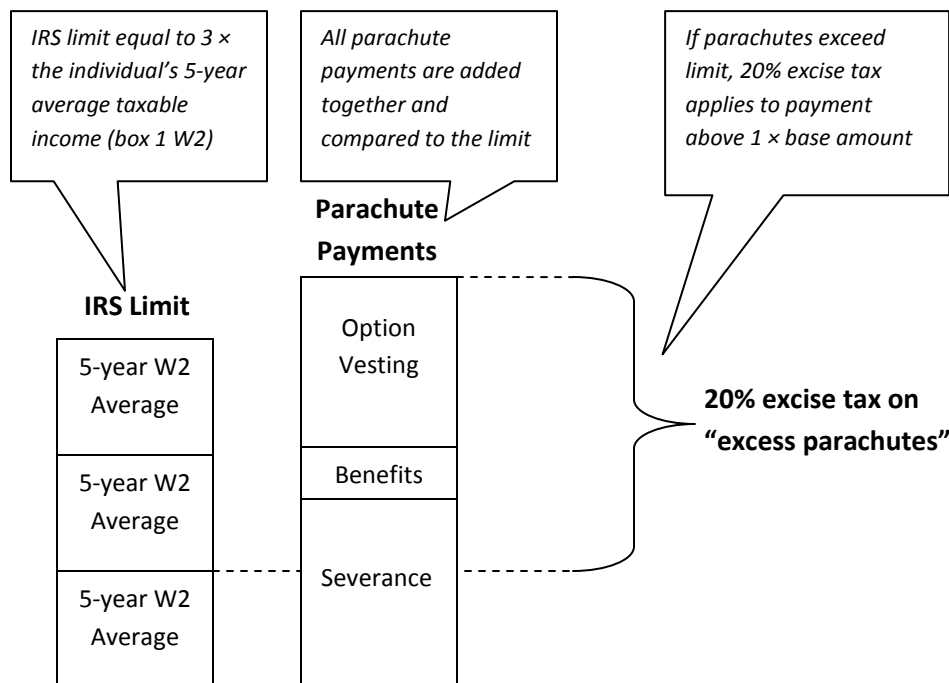 IRS limit equal to 3 ×
the individual's 5-year
average taxable
income (box 1 W2)
All parachute
payments are added
together and
compared to the limit
If parachutes exceed
limit, 20% excise tax
applies to payment
above 1 × base amount
Parachute
Payments
IRS Limit
5-year W2
Average
5-year W2
Average
5-year W2
Average
Option
Vesting
Benefits
Severance
20% excise tax on
“excess parachutes”